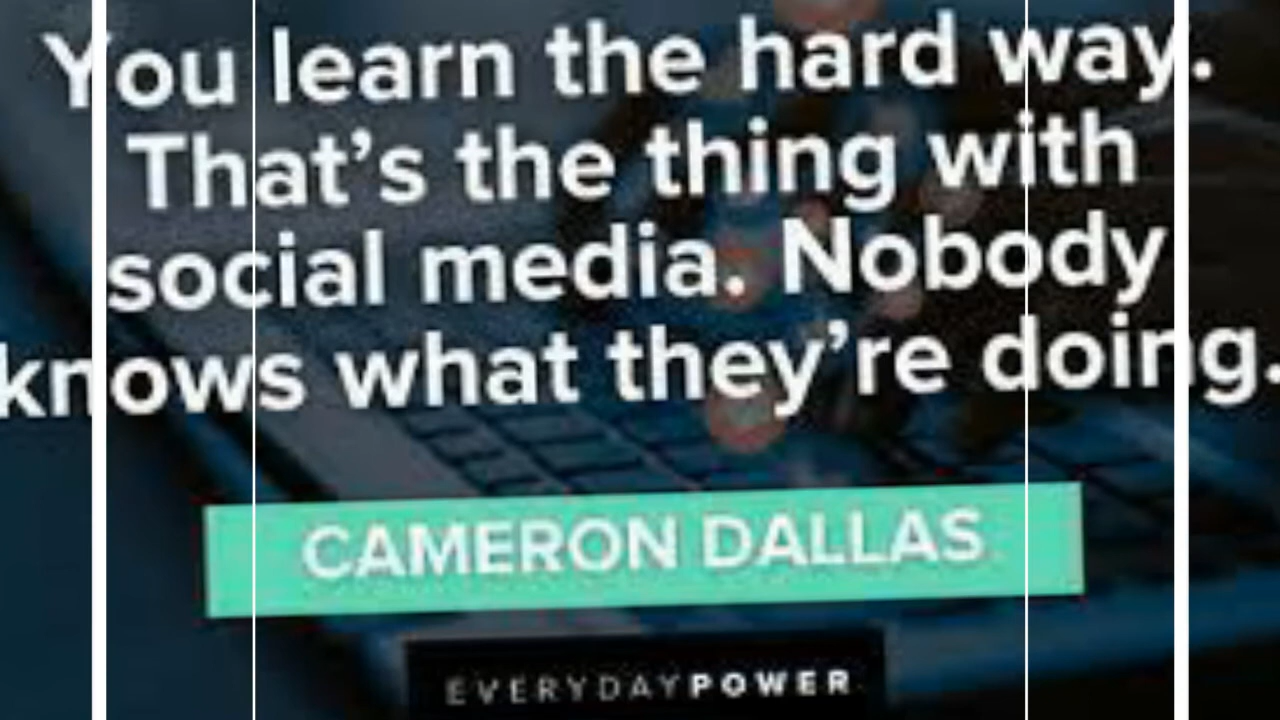 You learn the hard way.
That’s the thing with
social media. Nobody
knows what they’re doing.
CAMERON DALLAS
EVERYDAYPOWER